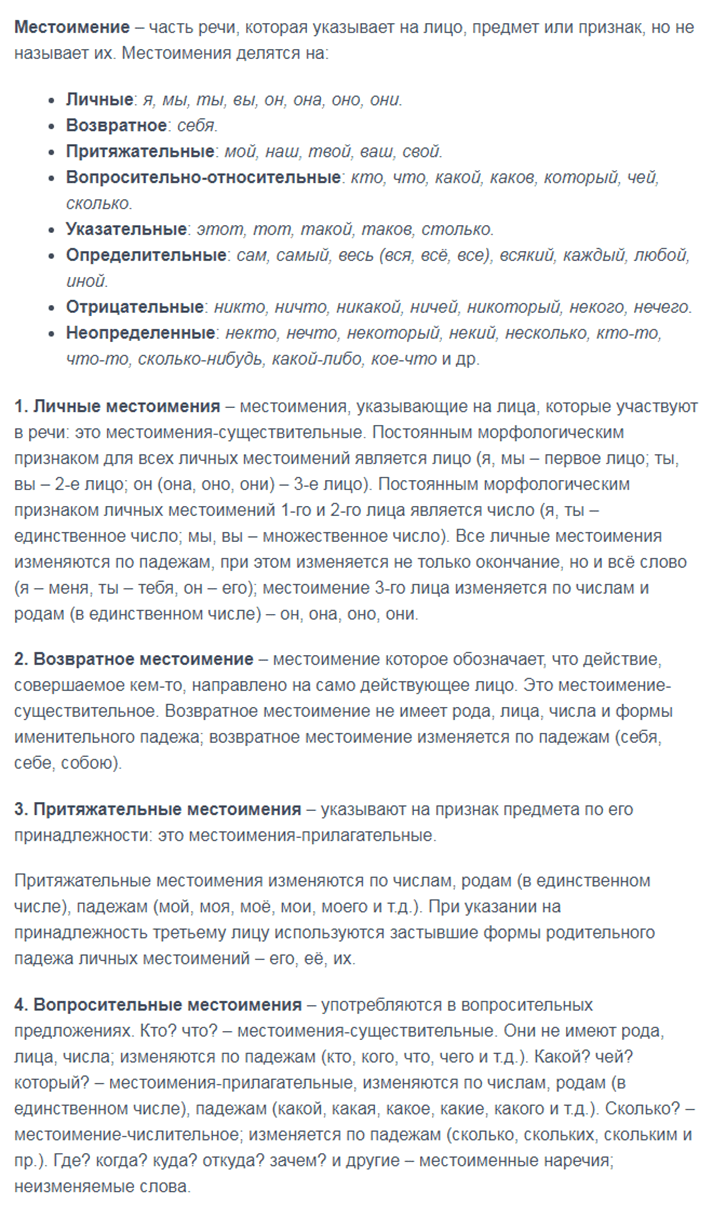 Местоимение – часть речи, которая указывает на лицо, предмет или признак, но не
называет их. Местоимения делятся на:
• Личные: я, мы, ты, вы, он, она, оно, они.
• Возвратное: себя.
• Притяжательные: мой, наш, твой, ваш, свой.
• Вопросительно-относительные: кто, что, какой, каков, который, чей,
сколько.
• Указательные: этот, тот, такой, таков, столько.
• Определительные: сам, самый, весь (вся, всё, все), всякий, каждый, любой,
иной.
• Отрицательные: никто, ничто, никакой, ничей, никоторый, некого, нечего.
• Неопределенные: некто, нечто, некоторый, некий, несколько, кто-то,
что-то, сколько-нибудь, какой-либо, кое-что и др.
1. Личные местоимения – местоимения, указывающие на лица, которые участвуют
в речи: это местоимения-существительные. Постоянным морфологическим
признаком для всех личных местоимений является лицо (я, мы – первое лицо; ты,
вы – 2-е лицо; он (она, оно, они) – 3-е лицо). Постоянным морфологическим
признаком личных местоимений 1-го и 2-го лица является число (я, ты –
единственное число; мы, вы – множественное число). Все личные местоимения
изменяются по падежам, при этом изменяется не только окончание, но и всё слово
(я – меня, ты – тебя, он – его); местоимение 3-го лица изменяется по числам и
родам (в единственном числе) – он, она, оно, они.
2. Возвратное местоимение – местоимение которое обозначает, что действие,
совершаемое кем-то, направлено на само действующее лицо. Это местоимение-
существительное. Возвратное местоимение не имеет рода, лица, числа и формы
именительного падежа; возвратное местоимение изменяется по падежам (себя,
себе, собою).
3. Притяжательные местоимения – указывают на признак предмета по его
принадлежности: это местоимения-прилагательные.
Притяжательные местоимения изменяются по числам, родам (в единственном
числе), падежам (мой, моя, моё, мои, моего и т.д.). При указании на
принадлежность третьему лицу используются застывшие формы родительного
падежа личных местоимений – его, её, их.
4. Вопросительные местоимения – употребляются в вопросительных
предложениях. Кто? что? – местоимения-существительные. Они не имеют рода,
лица, числа; изменяются по падежам (кто, кого, что, чего и т.д.). Какой? чей?
который? – местоимения-прилагательные, изменяются по числам, родам (в
единственном числе), падежам (какой, какая, какое, какие, какого и т.д.). Сколько? –
местоимение-числительное; изменяется по падежам (сколько, скольких, скольким и
пр.). Где? когда? куда? откуда? зачем? и другие – местоименные наречия;
неизменяемые слова.